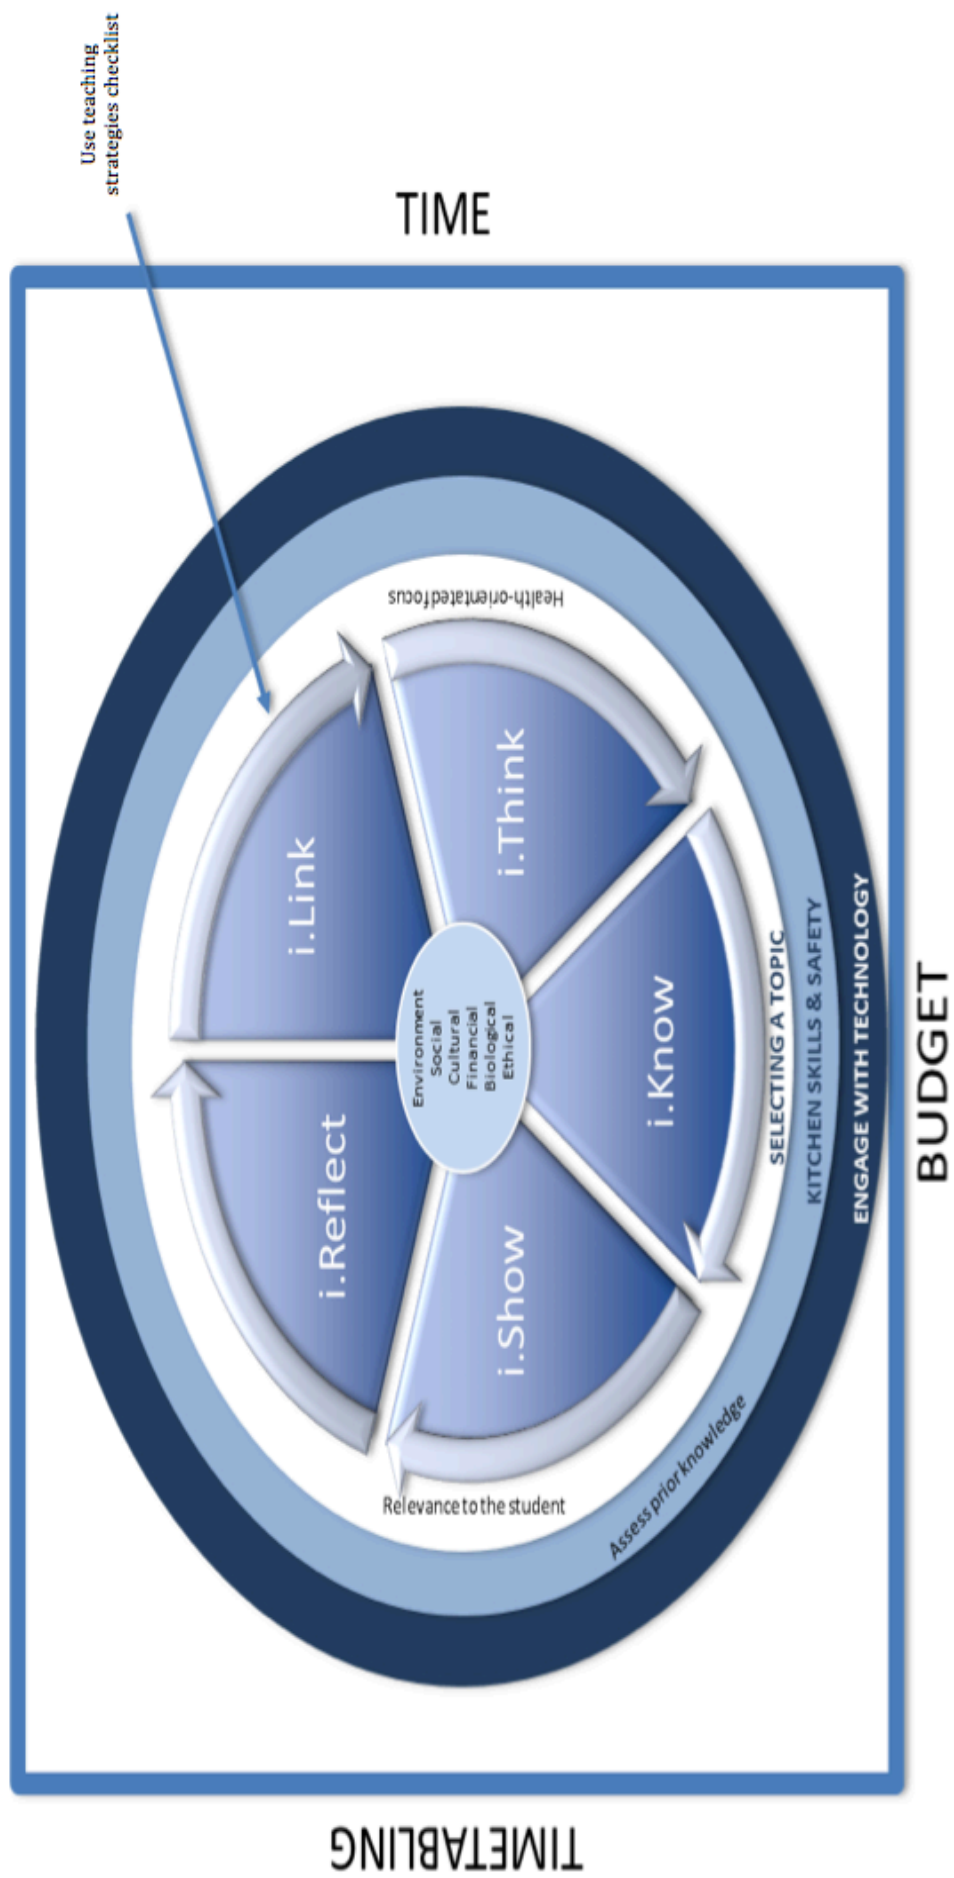 Use teaching
strategies checklist
TIME
Health-orientated focus
i.Link
i.Think
i.Reflect
Environment
Social
Cultural
Financial
Biological
Ethical
i.Know
i.Show
Relevance to the student
Assess prior knowledge
SELECTING A TOPIC
KITCHEN SKILLS & SAFETY
ENGAGE WITH TECHNOLOGY
BUDGET
TIMETABLING